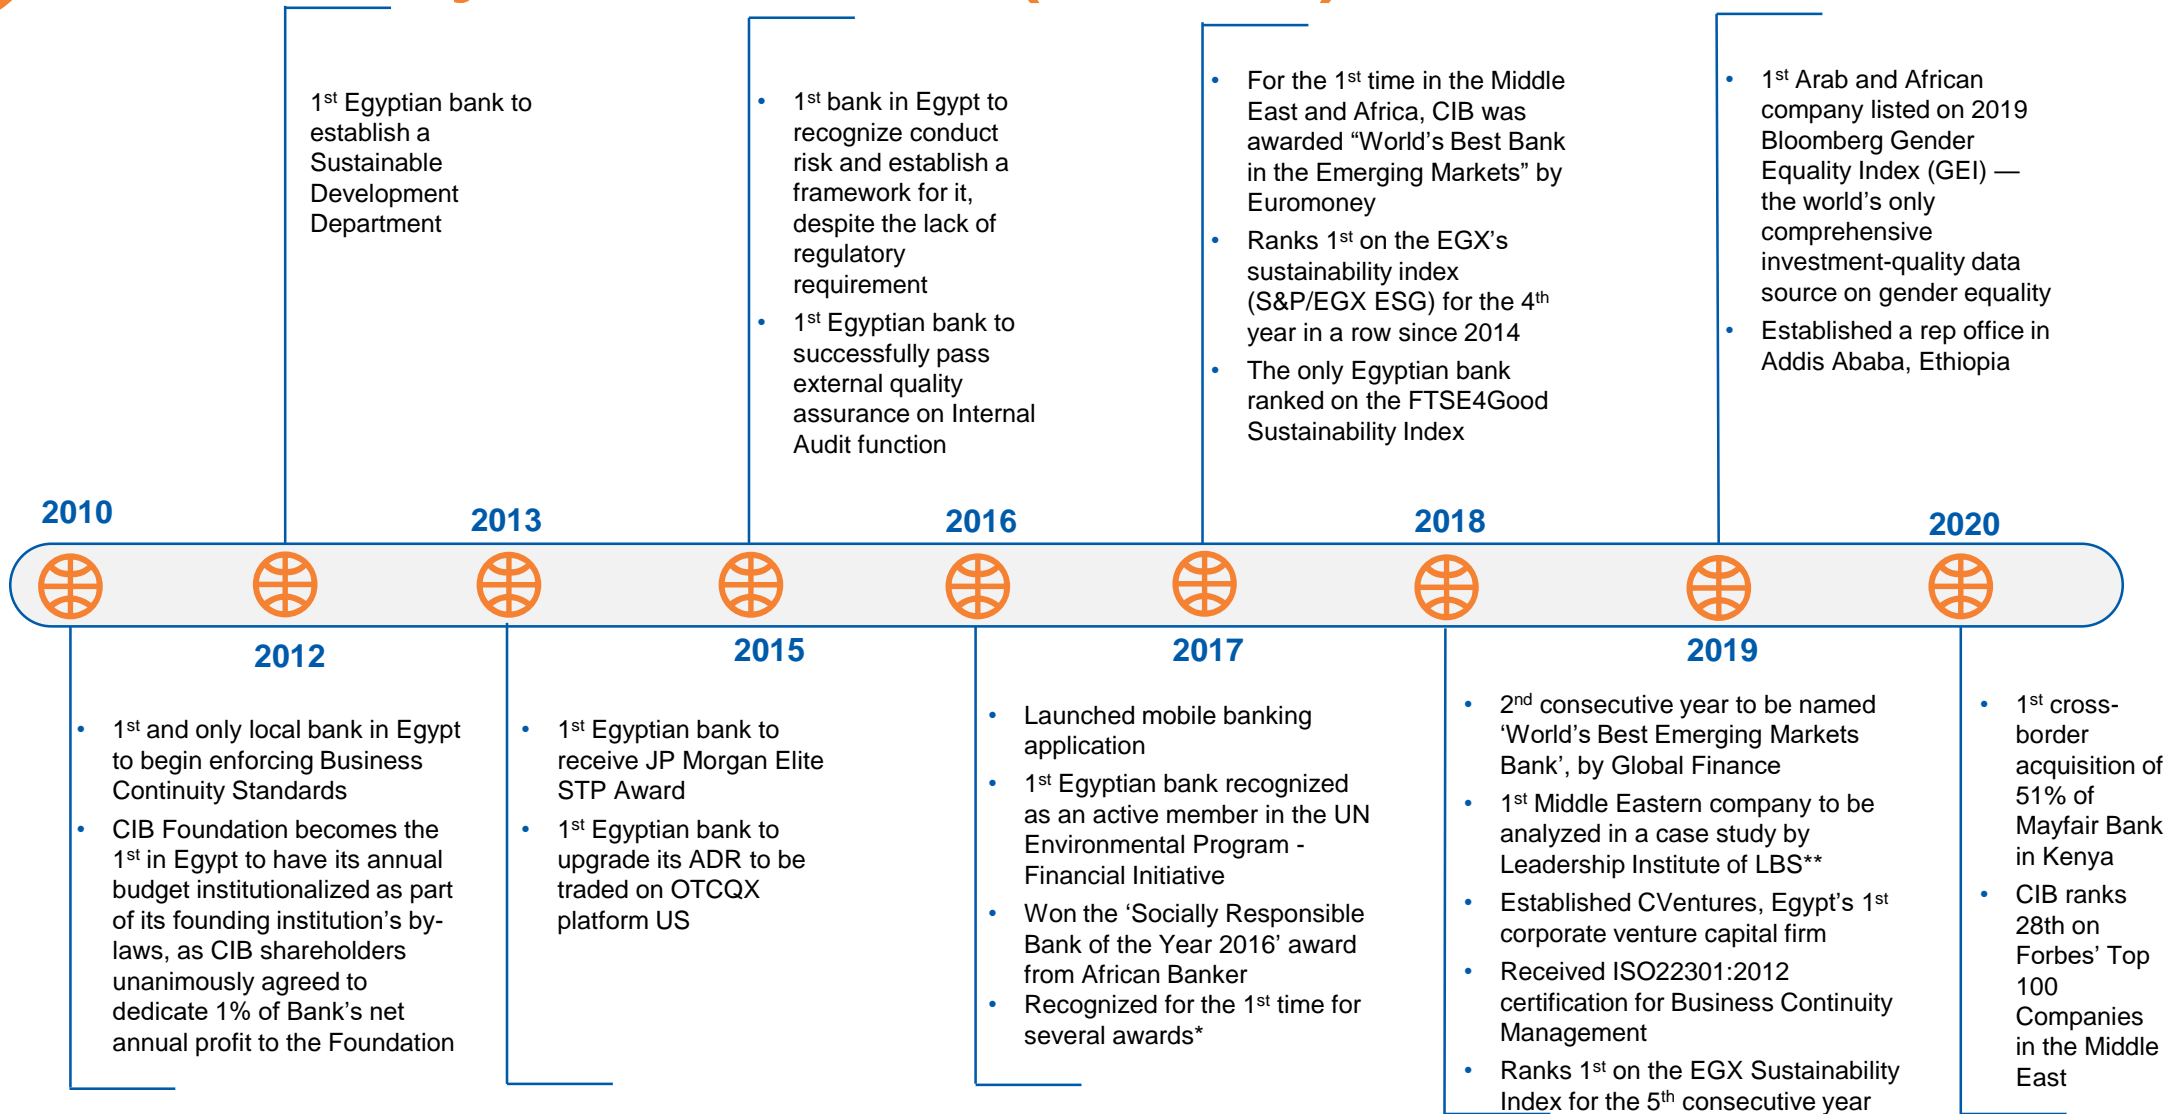 1st Egyptian bank to
establish a
Sustainable
Development
Department
• 1st bank in Egypt to
recognize conduct
risk and establish a
framework for it,
despite the lack of
regulatory
requirement
• 1st Egyptian bank to
successfully pass
external quality
assurance on Internal
Audit function
• For the 1st time in the Middle
East and Africa, CIB was
awarded “World’s Best Bank
in the Emerging Markets” by
Euromoney
• Ranks 1st on the EGX’s
sustainability index
(S&P/EGX ESG) for the 4th
year in a row since 2014
• The only Egyptian bank
ranked on the FTSE4Good
Sustainability Index
• 1st Arab and African
company listed on 2019
Bloomberg Gender
Equality Index (GEI) —
the world’s only
comprehensive
investment-quality data
source on gender equality
• Established a rep office in
Addis Ababa, Ethiopia
2010
2013
2016
2018
2020
2012
2015
2017
2019
• 1st and only local bank in Egypt
to begin enforcing Business
Continuity Standards
• CIB Foundation becomes the
1st in Egypt to have its annual
budget institutionalized as part
of its founding institution’s by-
laws, as CIB shareholders
unanimously agreed to
dedicate 1% of Bank’s net
annual profit to the Foundation
• 1st Egyptian bank to
receive JP Morgan Elite
STP Award
• 1st Egyptian bank to
upgrade its ADR to be
traded on OTCQX
platform US
• Launched mobile banking
application
• 1st Egyptian bank recognized
as an active member in the UN
Environmental Program -
Financial Initiative
• Won the ‘Socially Responsible
Bank of the Year 2016’ award
from African Banker
• Recognized for the 1st time for
several awards*
• 2nd consecutive year to be named
‘World’s Best Emerging Markets
Bank’, by Global Finance
• 1st Middle Eastern company to be
analyzed in a case study by
Leadership Institute of LBS**
• Established CVentures, Egypt’s 1st
corporate venture capital firm
• Received ISO22301:2012
certification for Business Continuity
Management
• Ranks 1st on the EGX Sustainability
Index for the 5th consecutive year
• 1st cross-
border
acquisition of
51% of
Mayfair Bank
in Kenya
• CIB ranks
28th on
Forbes’ Top
100
Companies
in the Middle
East